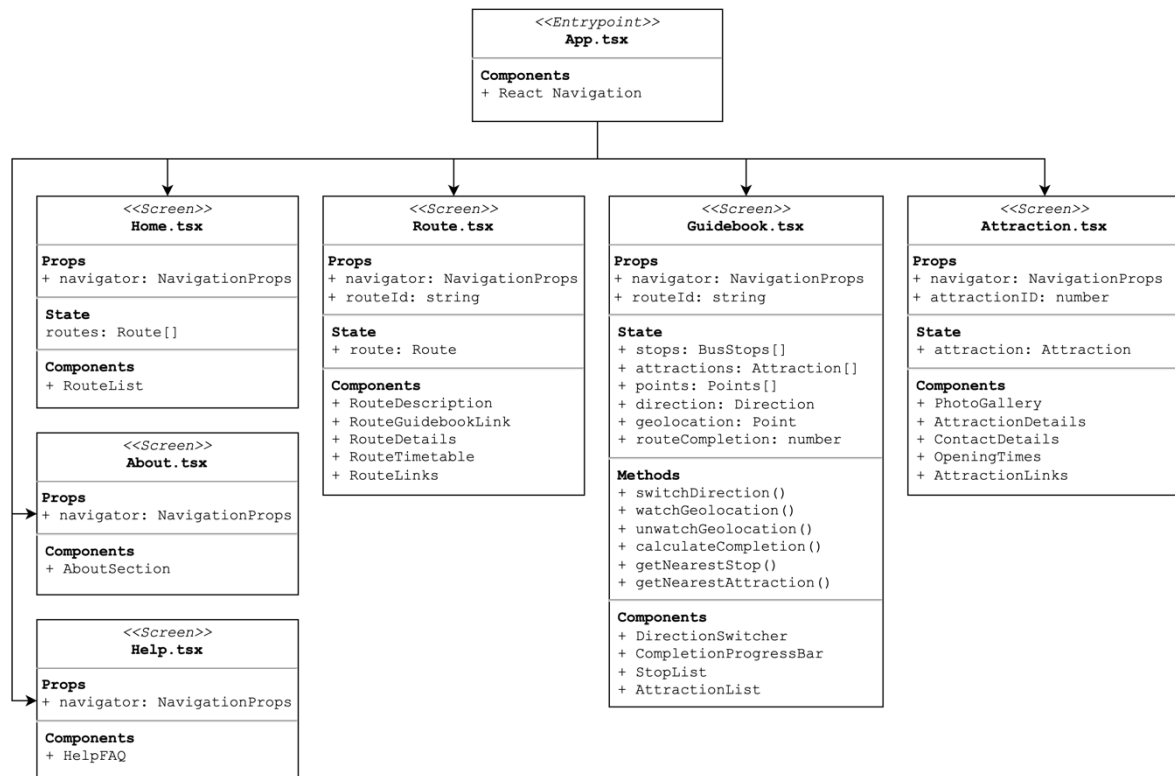 <<Entrypoint>>
App.tsx
Components
+ React Navigation
<<Screen>>
Home.tsx
Props
+ navigator: NavigationProps
State
routes: Route[]
Components
+ RouteList
<<Screen>>
About.tsx
Props
+ navigator: NavigationProps
Components
+ AboutSection
<<Screen>>
Help.tsx
Props
+ navigator: NavigationProps
Components
+ HelpFAQ
<<Screen>>
Route.tsx
Props
+ navigator: NavigationProps
+ routeId: string
State
+ route: Route
Components
+ RouteDescription
+ RouteGuidebookLink
+ RouteDetails
+ RouteTimetable
+ RouteLinks
<<Screen>>
Guidebook.tsx
Props
+ navigator: NavigationProps
+ routeId: string
State
+ stops: BusStops[]
+ attractions: Attraction[]
+ points: Points[]
+ direction: Direction
+ geolocation: Point
+ routeCompletion: number
Methods
+ switchDirection()
+ watchGeolocation()
+ unwatchGeolocation()
+ calculateCompletion()
+ getNearestStop()
+ getNearestAttraction()
Components
+ DirectionSwitcher
+ CompletionProgressBar
+ StopList
+ AttractionList
<<Screen>>
Attraction.tsx
Props
+ navigator: NavigationProps
+ attractionID: number
State
+ attraction: Attraction
Components
+ PhotoGallery
+ AttractionDetails
+ ContactDetails
+ OpeningTimes
+ AttractionLinks